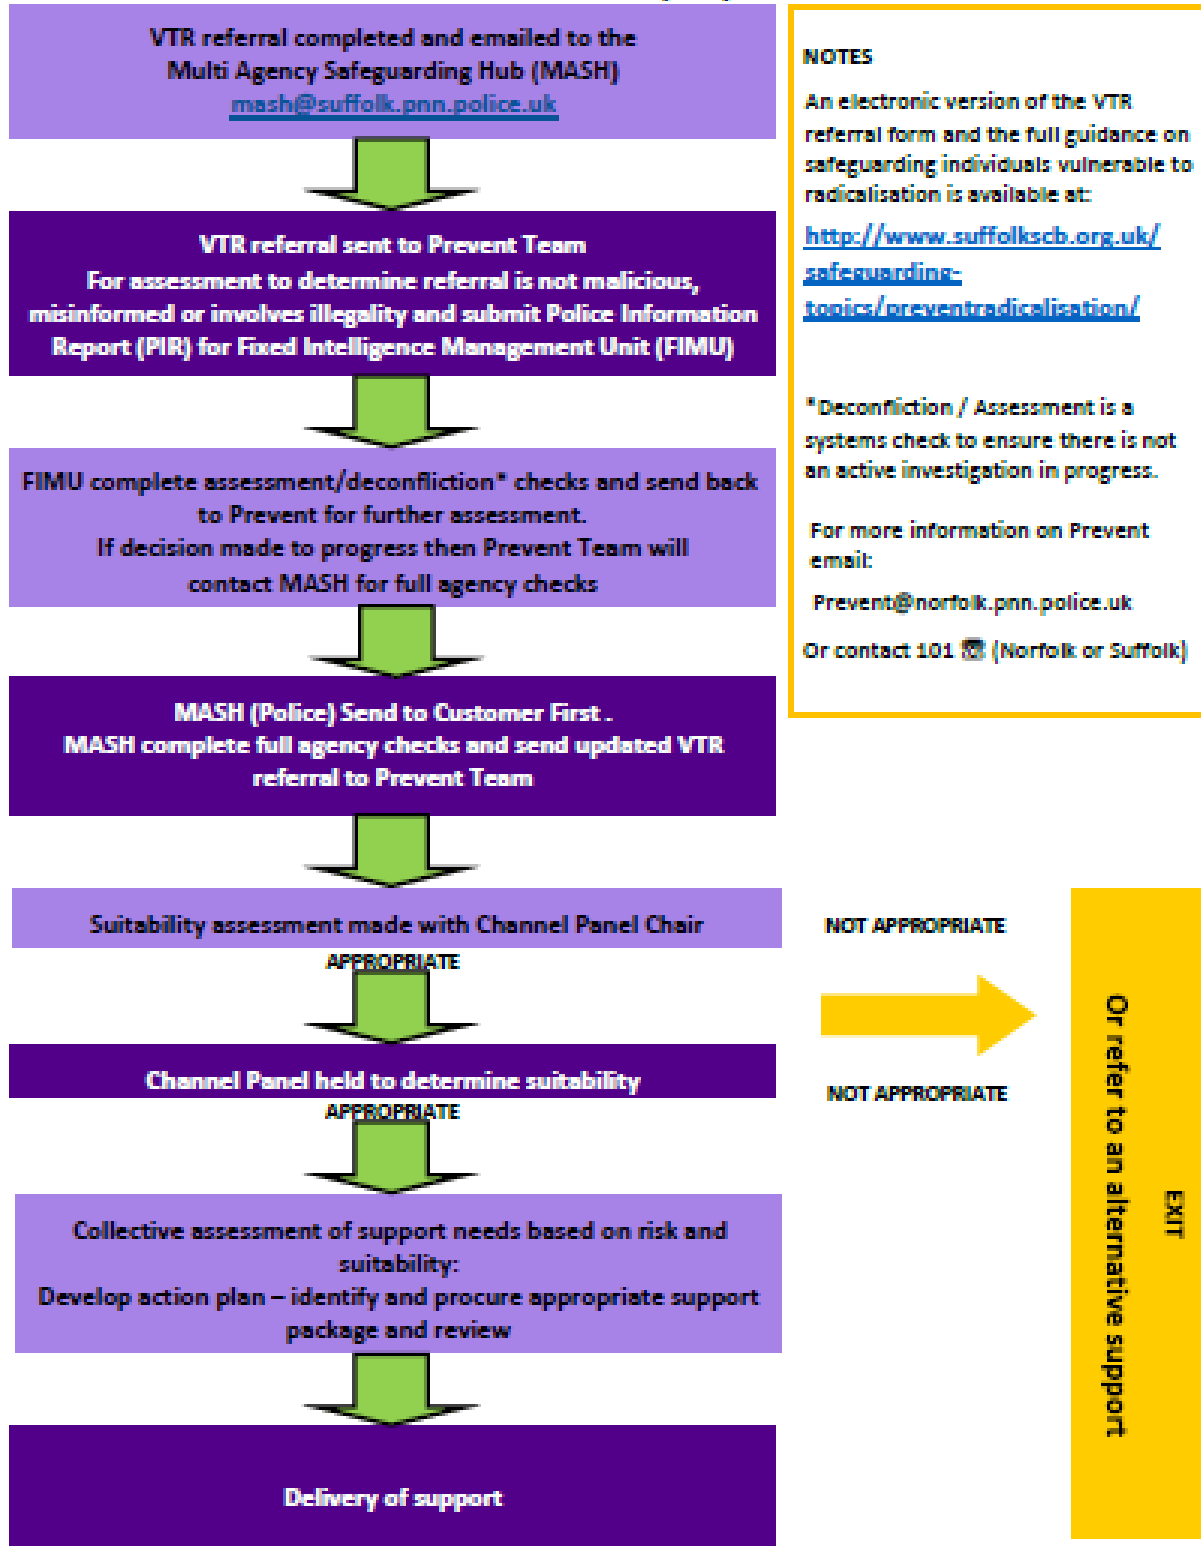 VTR referral completed and emailed to the
Multi Agency Safeguarding Hub (MASH)
mash@suffolk.pnn.police.uk
VTR referral sent to Prevent Team
For assessment to determine referral is not malicious,
misinformed or involves illegality and submit Police Information
Report (PIR) for Fixed Intelligence Management Unit (FIMU)
FIMU complete assessment/deconfliction* checks and send back
to Prevent for further assessment.
If decision made to progress then Prevent Team will
contact MASH for full agency checks
MASH (Police) Send to Customer First .
MASH complete full agency checks and send updated VTR
referral to Prevent Team
Suitability assessment made with Channel Panel Chair
APPROPRIATE
Channel Panel held to determine suitability
APPROPRIATE
Collective assessment of support needs based on risk and
suitability:
Develop action plan – identify and procure appropriate support
package and review
Delivery of support
NOTES
An electronic version of the VTR
referral form and the full guidance on
safeguarding individuals vulnerable to
radicalisation is available at:
http://www.suffolkscb.org.uk/
safeguarding-
topics/preventradicalisation/
*Deconfliction / Assessment is a
systems check to ensure there is not
an active investigation in progress.
For more information on Prevent
email:
Prevent@norfolk.pnn.police.uk
Or contact 101 ☎ (Norfolk or Suffolk)
NOT APPROPRIATE
NOT APPROPRIATE
EXIT
Or refer to an alternative support